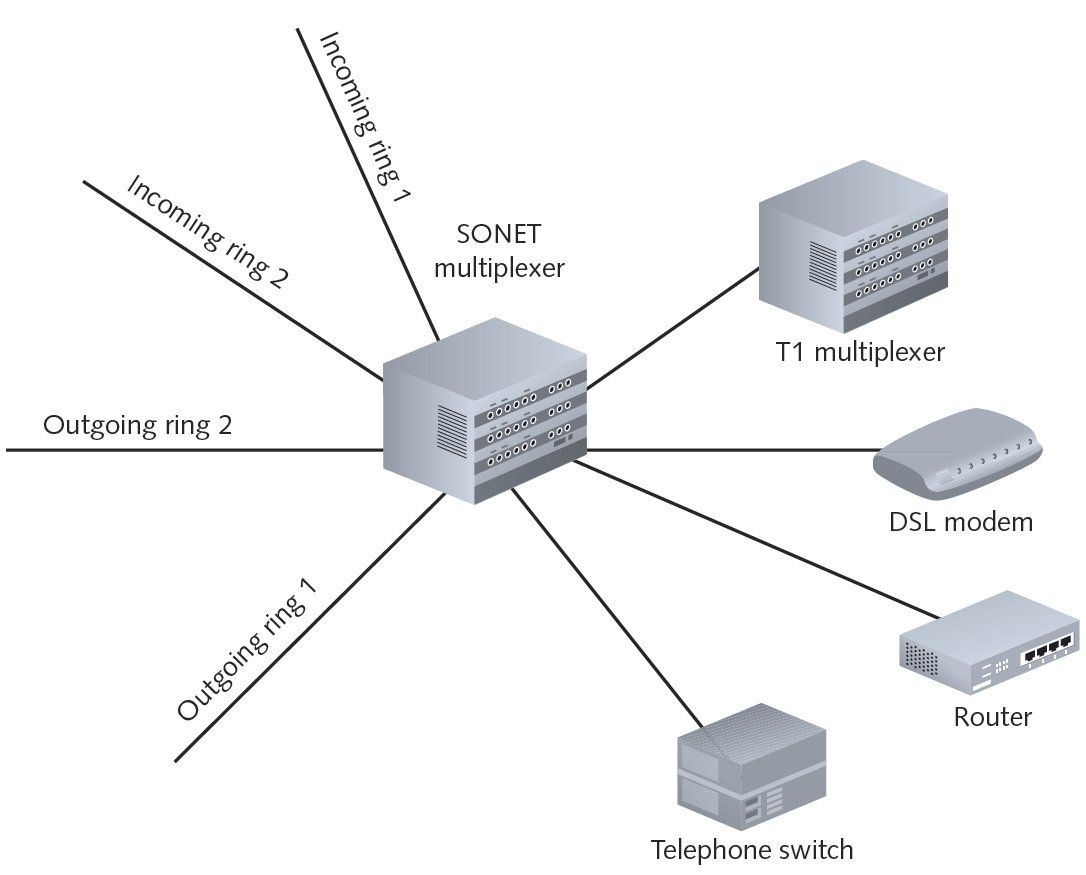 Incoming ring 1
Incoming ring 2
SONET
multiplexer
T1 multiplexer
Outgoing ring 2
DSL modem
Outgoing ring 1
Router
Telephone switch